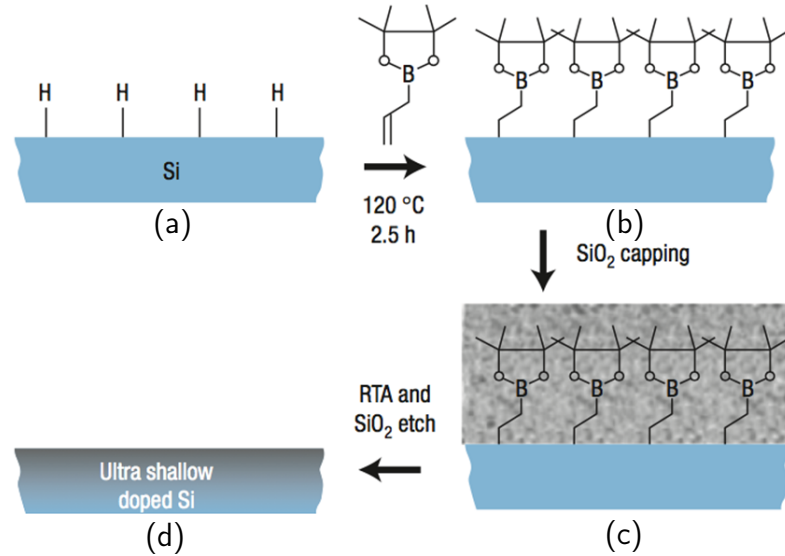 H H H H
Si
(a)
B
120 °C
2.5 h
B B B B
(b)
SiO₂ capping
B B B B
(c)
RTA and
SiO₂ etch
Ultra shallow
doped Si
(d)